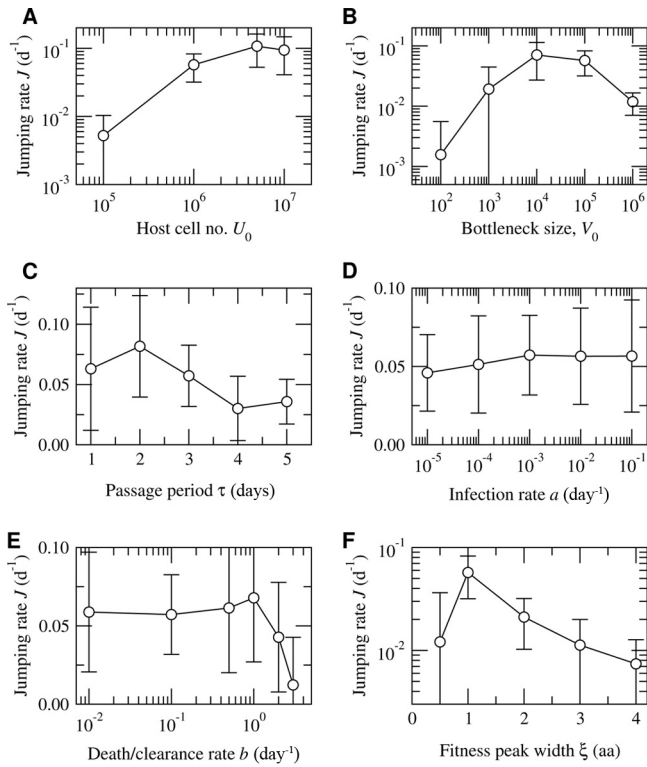 A
Jumping rate J (d⁻¹)
10⁻¹
10⁻²
10⁻³
10⁵ 10⁶ 10⁷
Host cell no. U₀
B
Jumping rate J (d⁻¹)
10⁻¹
10⁻²
10⁻³
10² 10³ 10⁴ 10⁵ 10⁶
Bottleneck size, V₀
C
Jumping rate J (d⁻¹)
0.10
0.05
0.00
1 2 3 4 5
Passage period τ (days)
D
Jumping rate J (d⁻¹)
0.10
0.05
0.00
10⁻⁵ 10⁻⁴ 10⁻³ 10⁻² 10⁻¹
Infection rate a (day⁻¹)
E
Jumping rate J (d⁻¹)
0.10
0.05
0.00
10⁻² 10⁻¹ 10⁰
Death/clearance rate b (day⁻¹)
F
Jumping rate J (d⁻¹)
10⁻¹
10⁻²
0 1 2 3 4
Fitness peak width ξ (aa)